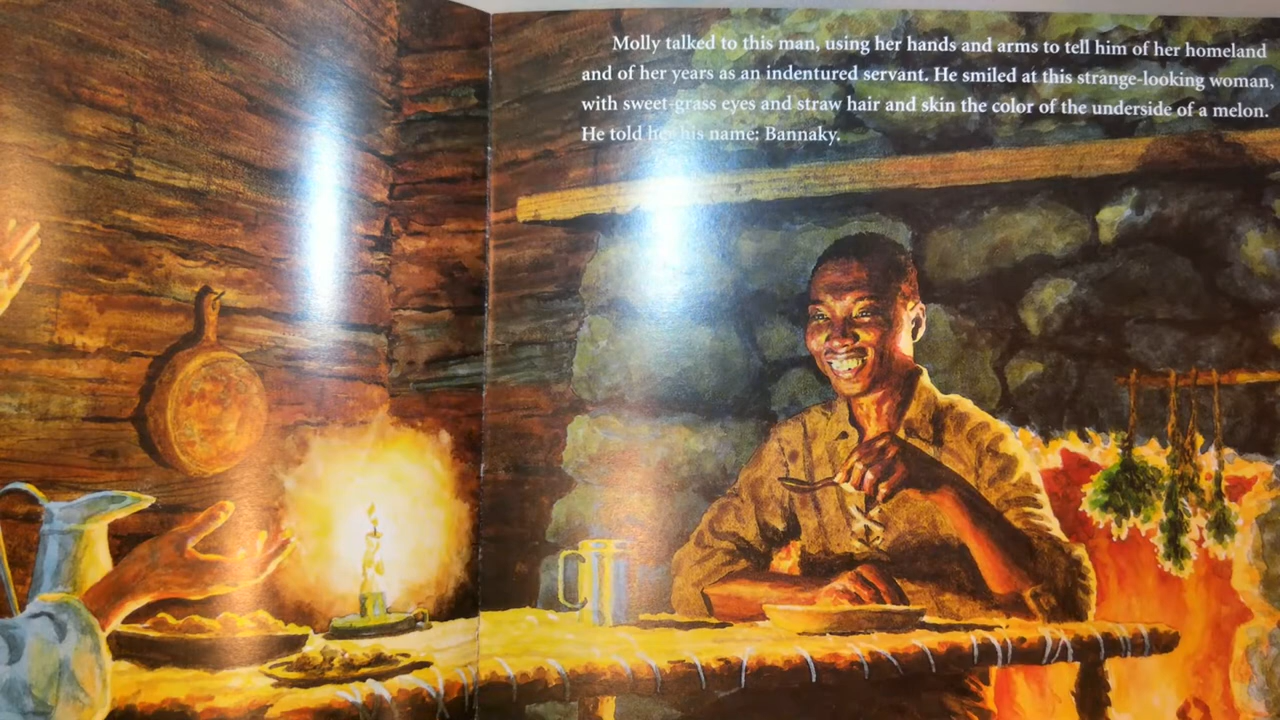 Molly talked to this man, using her hands and arms to tell him of her homeland
and of her years as an indentured servant. He smiled at this strange-looking woman,
with sweet-grass eyes and straw hair and skin the color of the underside of a melon.
He told her his name: Bannaky.